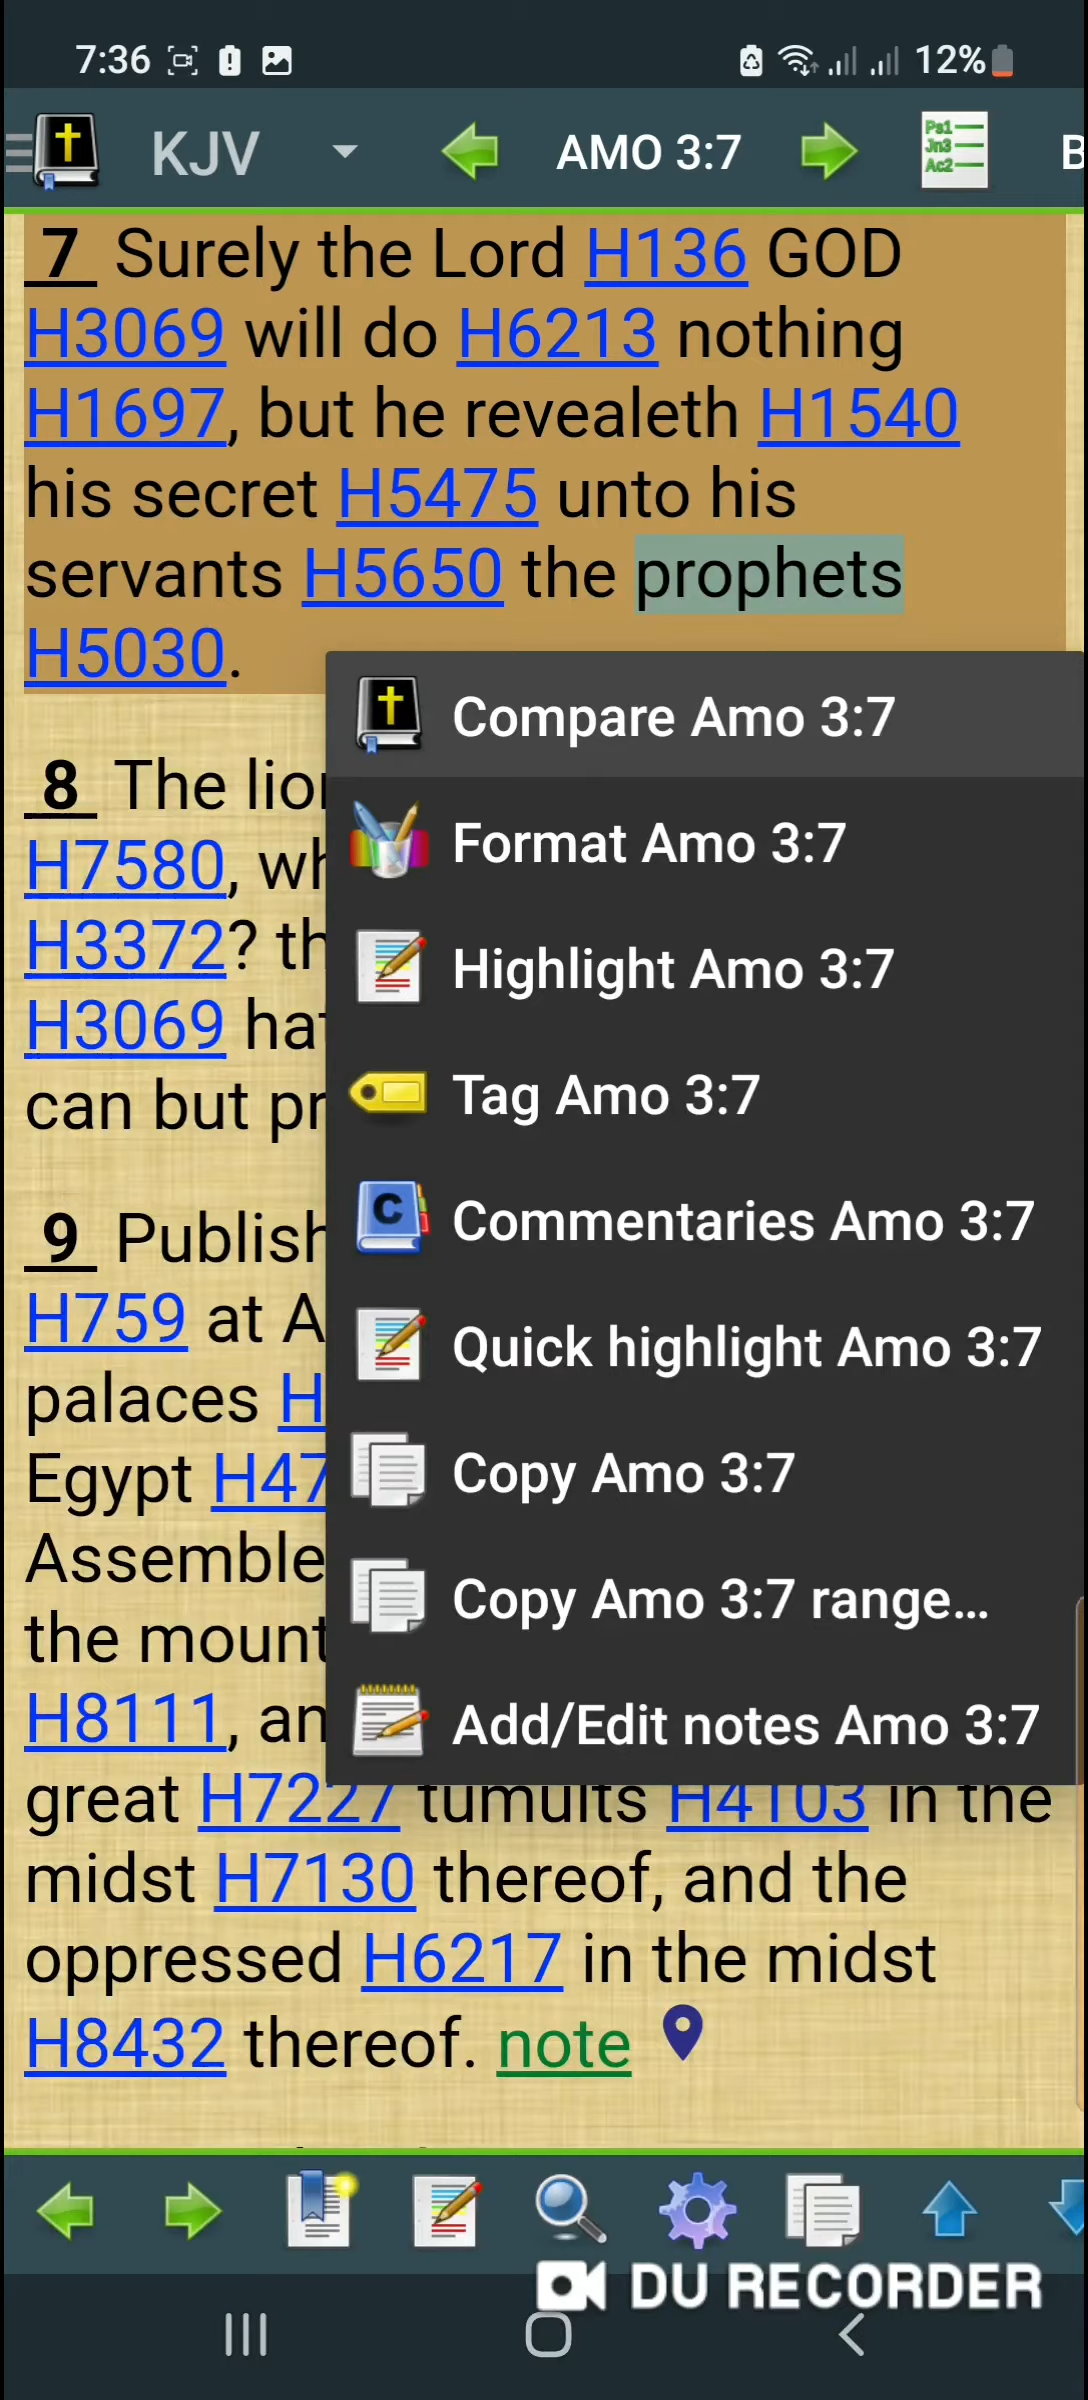 7:36
12%
KJV
AMO 3:7
Ps1
Jn3
Ac2
B
7 Surely the Lord H136 GOD
H3069 will do H6213 nothing
H1697, but he revealeth H1540
his secret H5475 unto his
servants H5650 the prophets
H5030.
8 The lion
H7580, wh
H3372? th
H3069 hat
can but pr
9 Publish
H759 at A
palaces H
Egypt H47
Assemble
the mount
H8111, an
great H7227 tumults H4103 in the
midst H7130 thereof, and the
oppressed H6217 in the midst
H8432 thereof. note
Compare Amo 3:7
Format Amo 3:7
Highlight Amo 3:7
Tag Amo 3:7
C
Commentaries Amo 3:7
Quick highlight Amo 3:7
Copy Amo 3:7
Copy Amo 3:7 range...
Add/Edit notes Amo 3:7
DU RECORDER